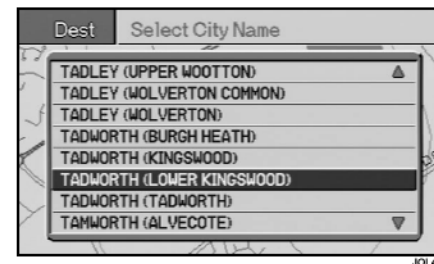 Dest Select City Name
TADLEY (UPPER WOOTTON)
TADLEY (WOLVERTON COMMON)
TADLEY (WOLVERTON)
TADWORTH (BURGH HEATH)
TADWORTH (KINGSWOOD)
TADWORTH (LOWER KINGSWOOD)
TADWORTH (TADWORTH)
TAMWORTH (ALVECOTE)